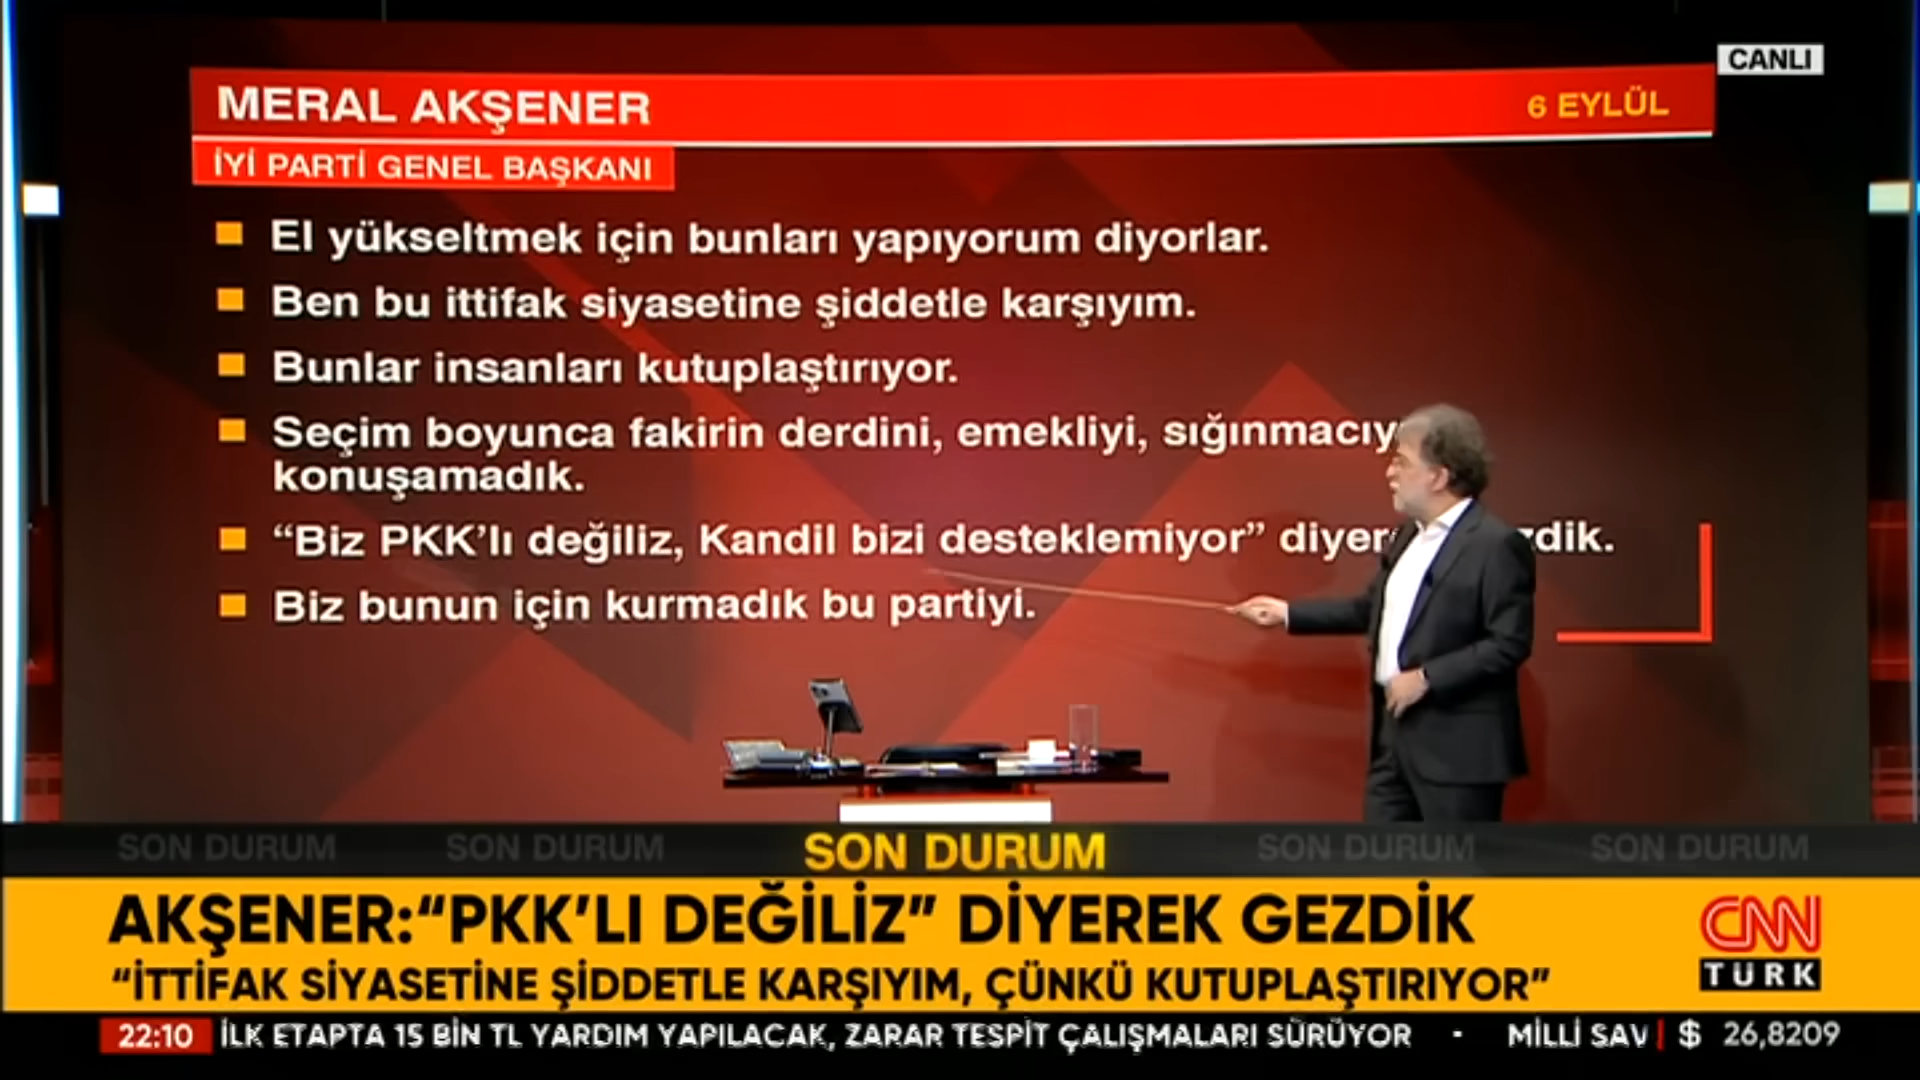 CANLI
MERAL AKŞENER
6 EYLÜL
İYİ PARTİ GENEL BAŞKANI
El yükseltmek için bunları yapıyorum diyorlar.
Ben bu ittifak siyasetine şiddetle karşıyım.
Bunlar insanları kutuplaştırıyor.
Seçim boyunca fakirin derdini, emekliyi,
konuşamadık.
“Biz PKK’lı değiliz, Kandil bizi desteklemiyor”
Biz bunun için kurmadık bu partiyi.
SON DURUM SON DURUM SON DURUM SON DURUM SON DURUM
AKŞENER:“PKK’LI DEĞİLİZ” DİYEREK GEZDİK
“İTTİFAK SİYASETİNE ŞİDDETLE KARŞIYIM, ÇÜNKÜ KUTUPLAŞTIRIYOR”
CNN
TÜRK
22:10 İLK ETAPTA 15 BİN TL YARDIM YAPILACAK, ZARAR TESPİT ÇALIŞMALARI SÜRÜYOR - MİLLİ SAV $ 26,8209